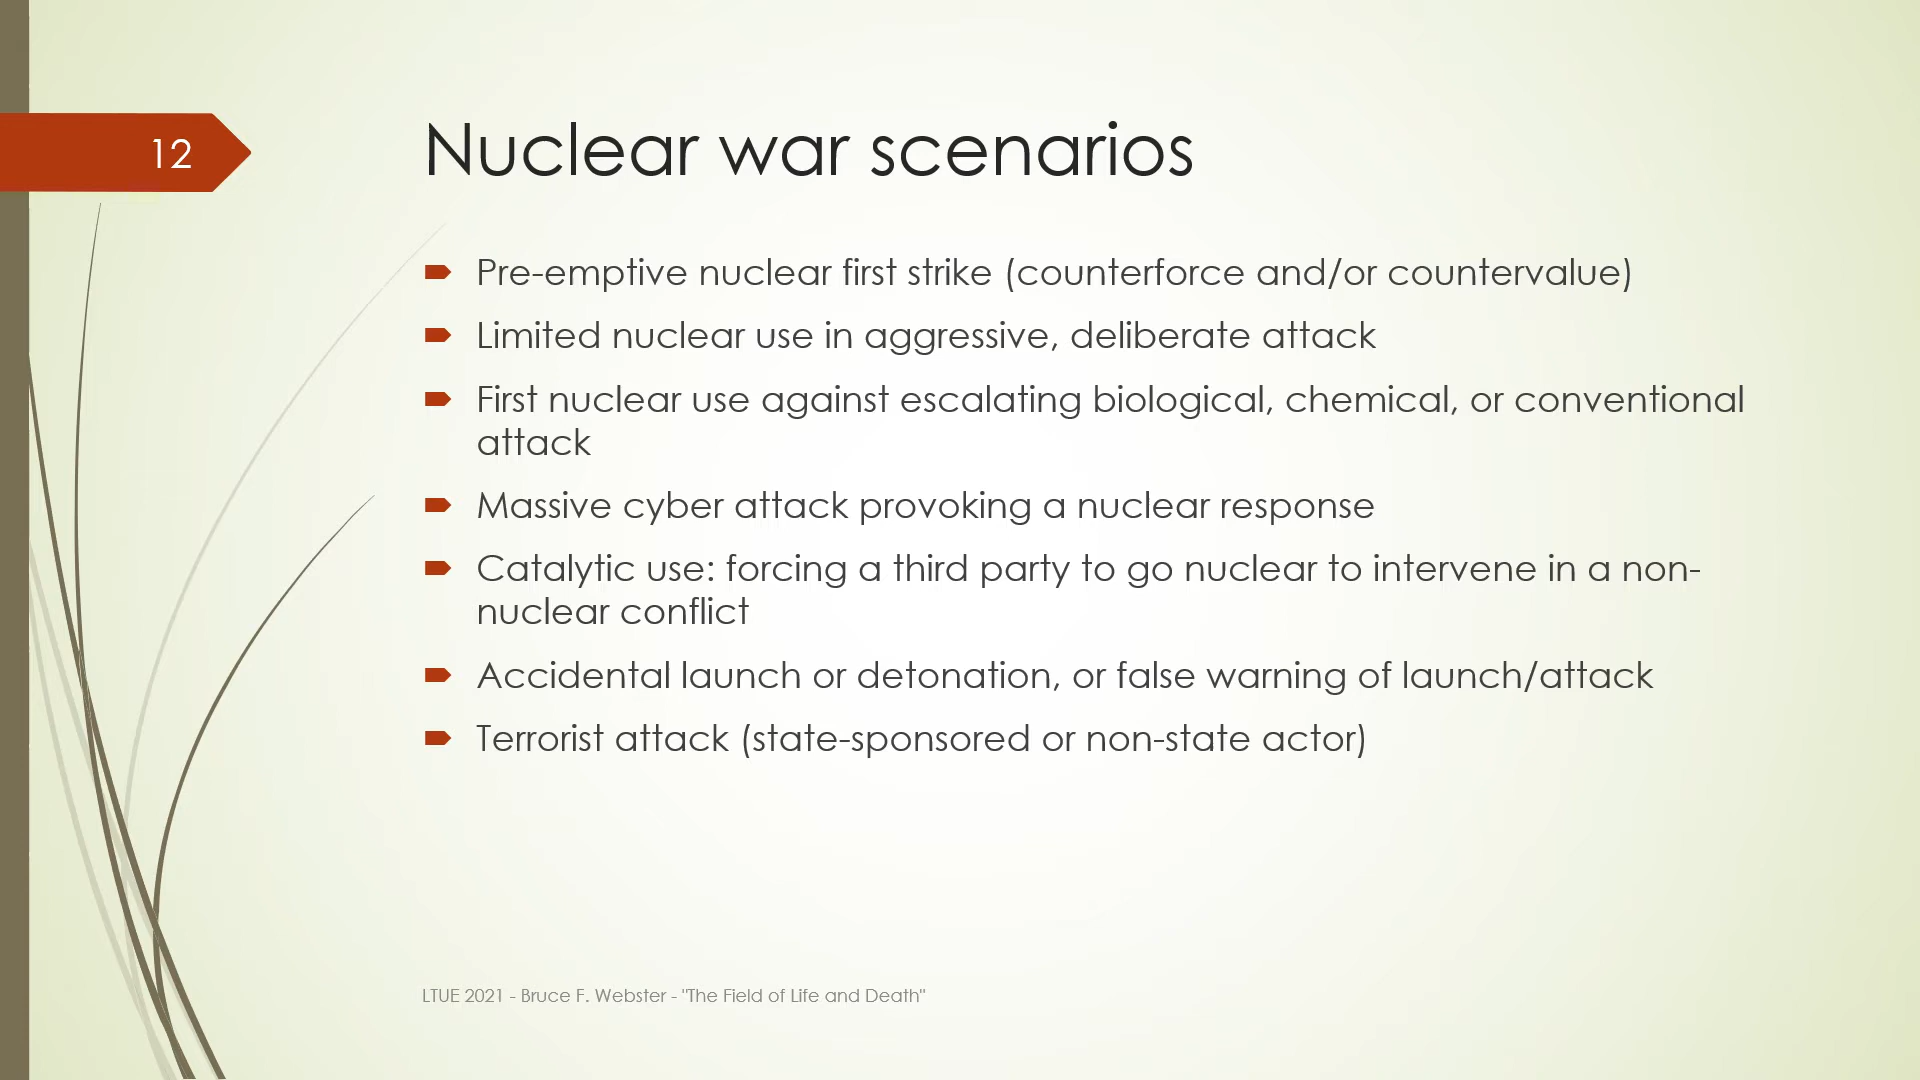 12
Nuclear war scenarios
Pre-emptive nuclear first strike (counterforce and/or countervalue)
Limited nuclear use in aggressive, deliberate attack
First nuclear use against escalating biological, chemical, or conventional
attack
Massive cyber attack provoking a nuclear response
Catalytic use: forcing a third party to go nuclear to intervene in a non-
nuclear conflict
Accidental launch or detonation, or false warning of launch/attack
Terrorist attack (state-sponsored or non-state actor)
LTUE 2021 - Bruce F. Webster - "The Field of Life and Death"